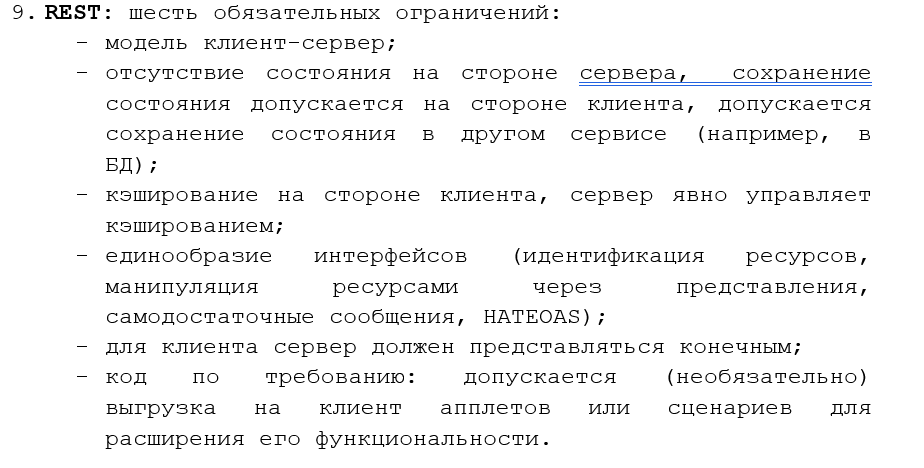 9. REST: шесть обязательных ограничений:
- модель клиент-сервер;
- отсутствие состояния на стороне сервера, сохранение
состояния допускается на стороне клиента, допускается
сохранение состояния в другом сервисе (например, в
БД);
- кэширование на стороне клиента, сервер явно управляет
кэшированием;
- единообразие интерфейсов (идентификация ресурсов,
манипуляция ресурсами через представления,
самодостаточные сообщения, HATEOAS);
- для клиента сервер должен представляться конечным;
- код по требованию: допускается (необязательно)
выгрузка на клиент апплетов или сценариев для
расширения его функциональности.